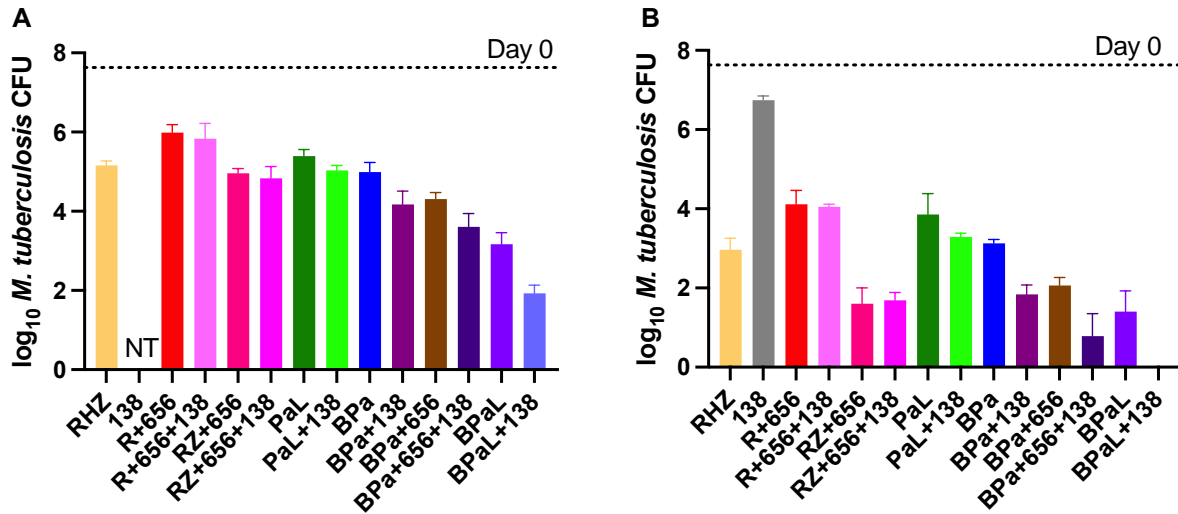 A
log10 M. tuberculosis CFU
8
6
4
2
0
Day 0
NT
RHZ
138
R+656
R+656+138
RZ+656
RZ+656+138
PaL
PaL+138
BPa
BPa+138
BPa+656
BPa+656+138
BPaL
BPaL+138
B
log10 M. tuberculosis CFU
8
6
4
2
0
Day 0
RHZ
138
R+656
R+656+138
RZ+656
RZ+656+138
PaL
PaL+138
BPa
BPa+138
BPa+656
BPa+656+138
BPaL
BPaL+138